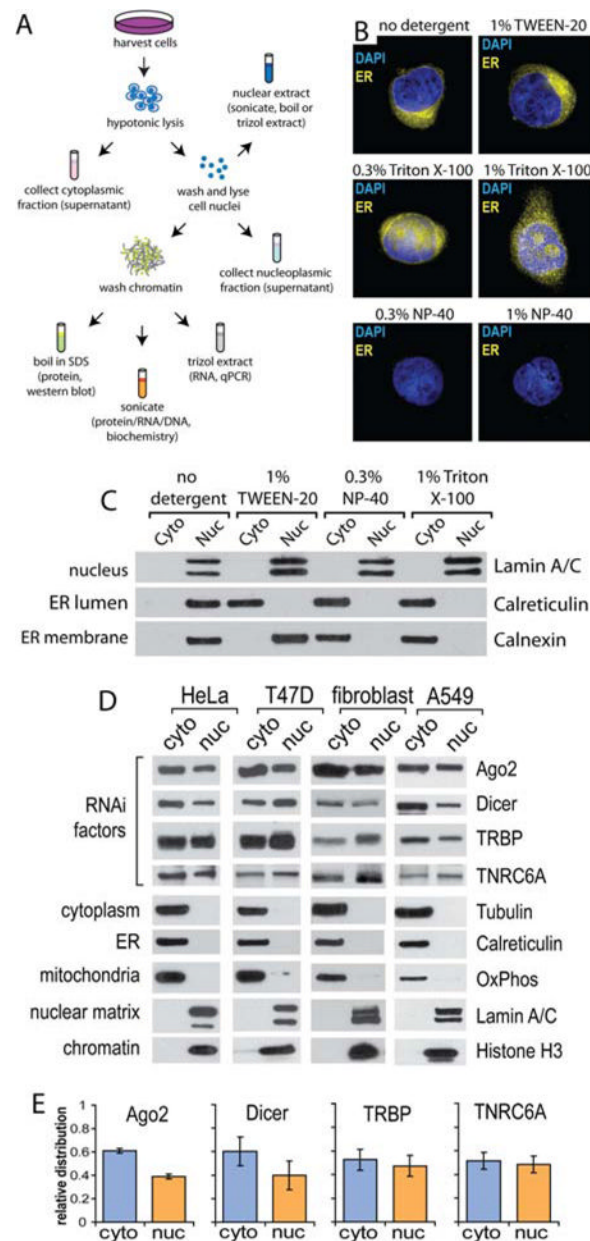 A
harvest cells
hypotonic lysis
nuclear extract
(sonicate, boil or
trizol extract)
collect cytoplasmic
fraction (supernatant)
wash and lyse
cell nuclei
wash chromatin
collect nucleoplasmic
fraction (supernatant)
boil in SDS
(protein,
western blot)
sonicate
(protein/RNA/DNA,
biochemistry)
trizol extract
(RNA, qPCR)
B
no detergent
1% TWEEN-20
DAPI
ER
DAPI
ER
0.3% Triton X-100
1% Triton X-100
DAPI
ER
DAPI
ER
0.3% NP-40
1% NP-40
DAPI
ER
DAPI
ER
C
no detergent
1% TWEEN-20
0.3% NP-40
1% Triton X-100
Cyto Nuc Cyto Nuc Cyto Nuc Cyto Nuc
nucleus Lamin A/C
ER lumen Calreticulin
ER membrane Calnexin
D
HeLa T47D fibroblast A549
cyto nuc cyto nuc cyto nuc cyto nuc
RNAi factors
Ago2
Dicer
TRBP
TNRC6A
cytoplasm Tubulin
ER Calreticulin
mitochondria OxPhos
nuclear matrix Lamin A/C
chromatin Histone H3
E
relative distribution
0.8
0.6
0.4
0.2
0
Ago2 Dicer TRBP TNRC6A
cyto nuc cyto nuc cyto nuc cyto nuc